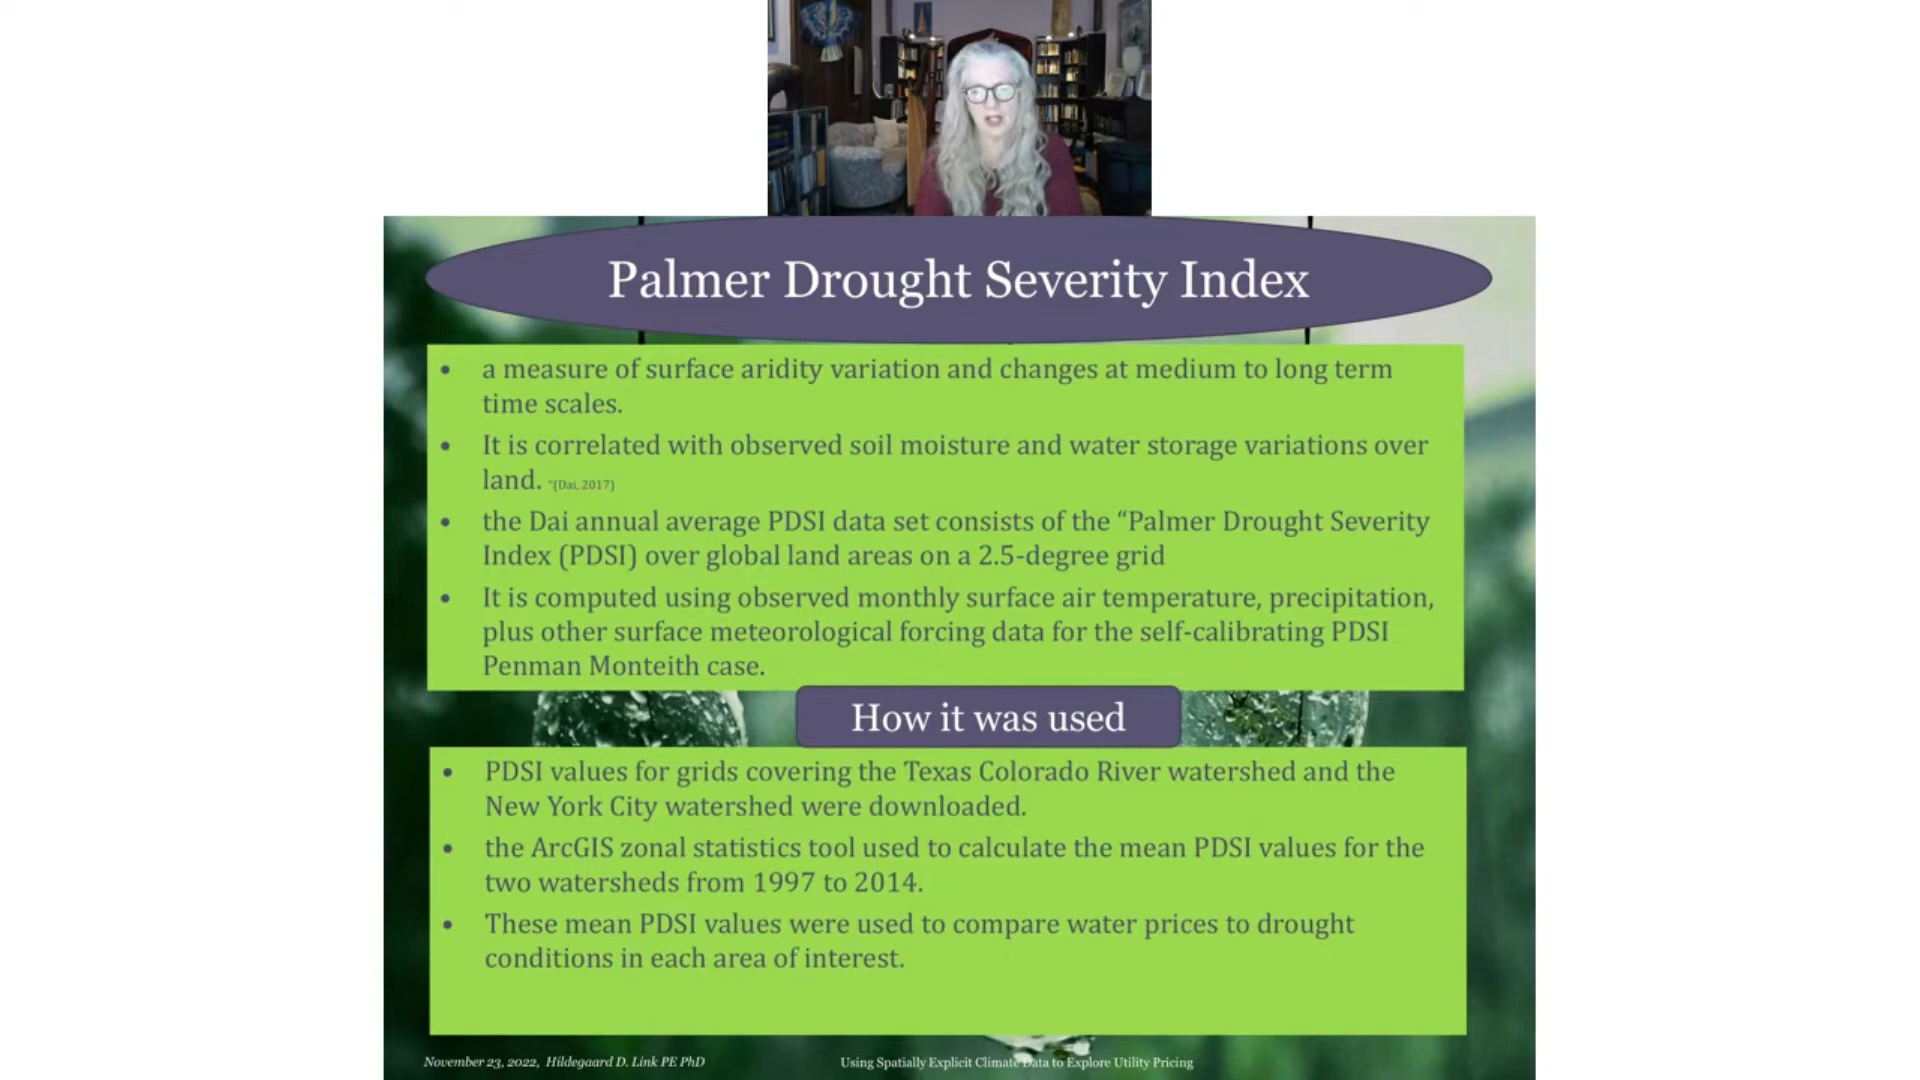 Palmer Drought Severity Index
• a measure of surface aridity variation and changes at medium to long term
time scales.
• It is correlated with observed soil moisture and water storage variations over
land. "(Dai, 2017)
• the Dai annual average PDSI data set consists of the “Palmer Drought Severity
Index (PDSI) over global land areas on a 2.5-degree grid
• It is computed using observed monthly surface air temperature, precipitation,
plus other surface meteorological forcing data for the self-calibrating PDSI
Penman Monteith case.
How it was used
• PDSI values for grids covering the Texas Colorado River watershed and the
New York City watershed were downloaded.
• the ArcGIS zonal statistics tool used to calculate the mean PDSI values for the
two watersheds from 1997 to 2014.
• These mean PDSI values were used to compare water prices to drought
conditions in each area of interest.
November 23, 2022, Hildegaard D. Link PE PhD
Using Spatially Explicit Climate Data to Explore Utility Pricing